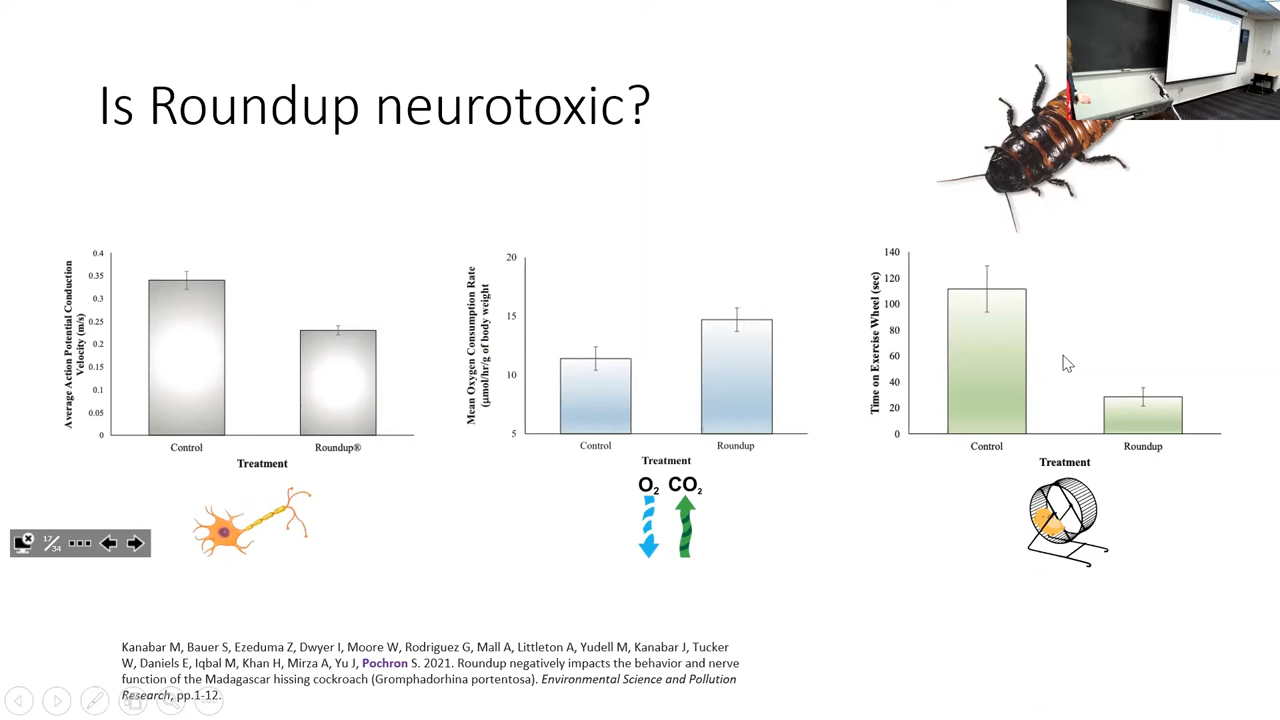 Is Roundup neurotoxic?
Average Action Potential Conduction
Velocity (m/s)
0.4
0.35
0.3
0.25
0.2
0.15
0.1
0.05
0
Control
Roundup®
Treatment
Mean Oxygen Consumption Rate
(µmol/hr/g of body weight
20
15
10
5
Control
Roundup
Treatment
O2 CO2
Time on Exercise Wheel (sec)
140
120
100
80
60
40
20
0
Control
Roundup
Treatment
17/34
Kanabar M, Bauer S, Ezeduma Z, Dwyer I, Moore W, Rodriguez G, Mall A, Littleton A, Yudell M, Kanabar J, Tucker
W, Daniels E, Iqbal M, Khan H, Mirza A, Yu J, Pochron S. 2021. Roundup negatively impacts the behavior and nerve
function of the Madagascar hissing cockroach (Gromphadorhina portentosa). Environmental Science and Pollution
Research, pp.1-12.